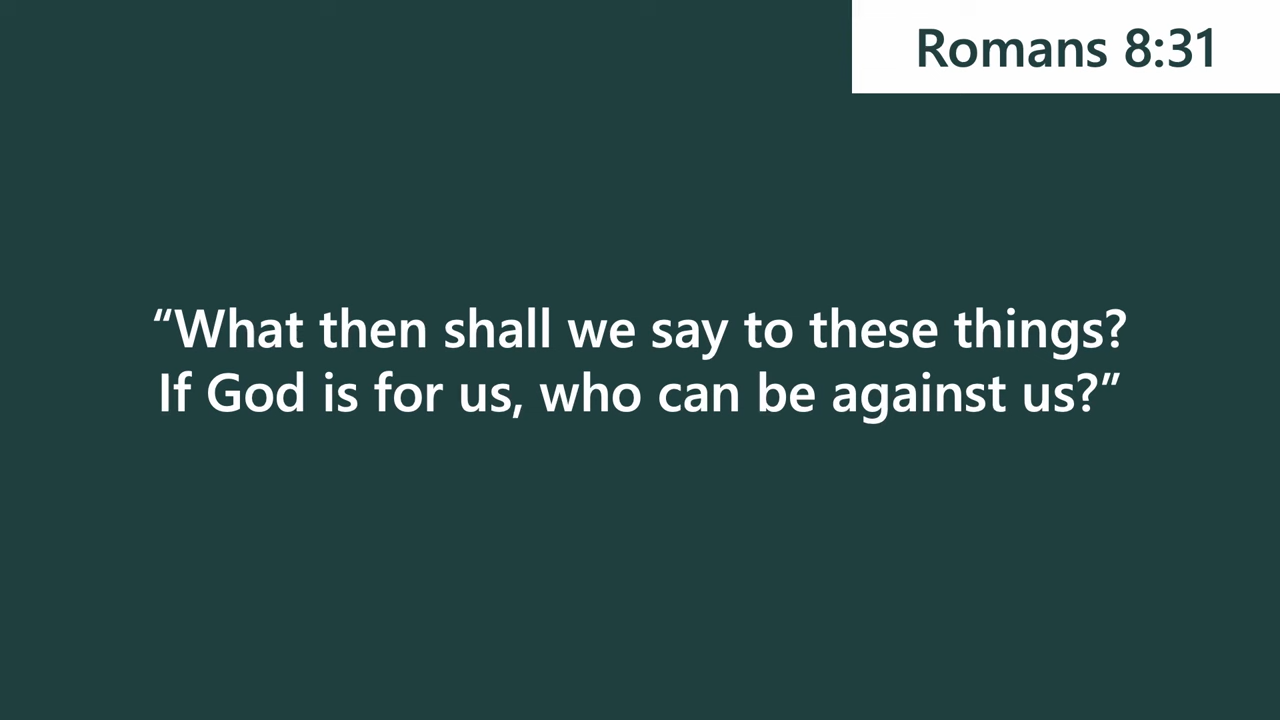 Romans 8:31
“What then shall we say to these things?
If God is for us, who can be against us?”